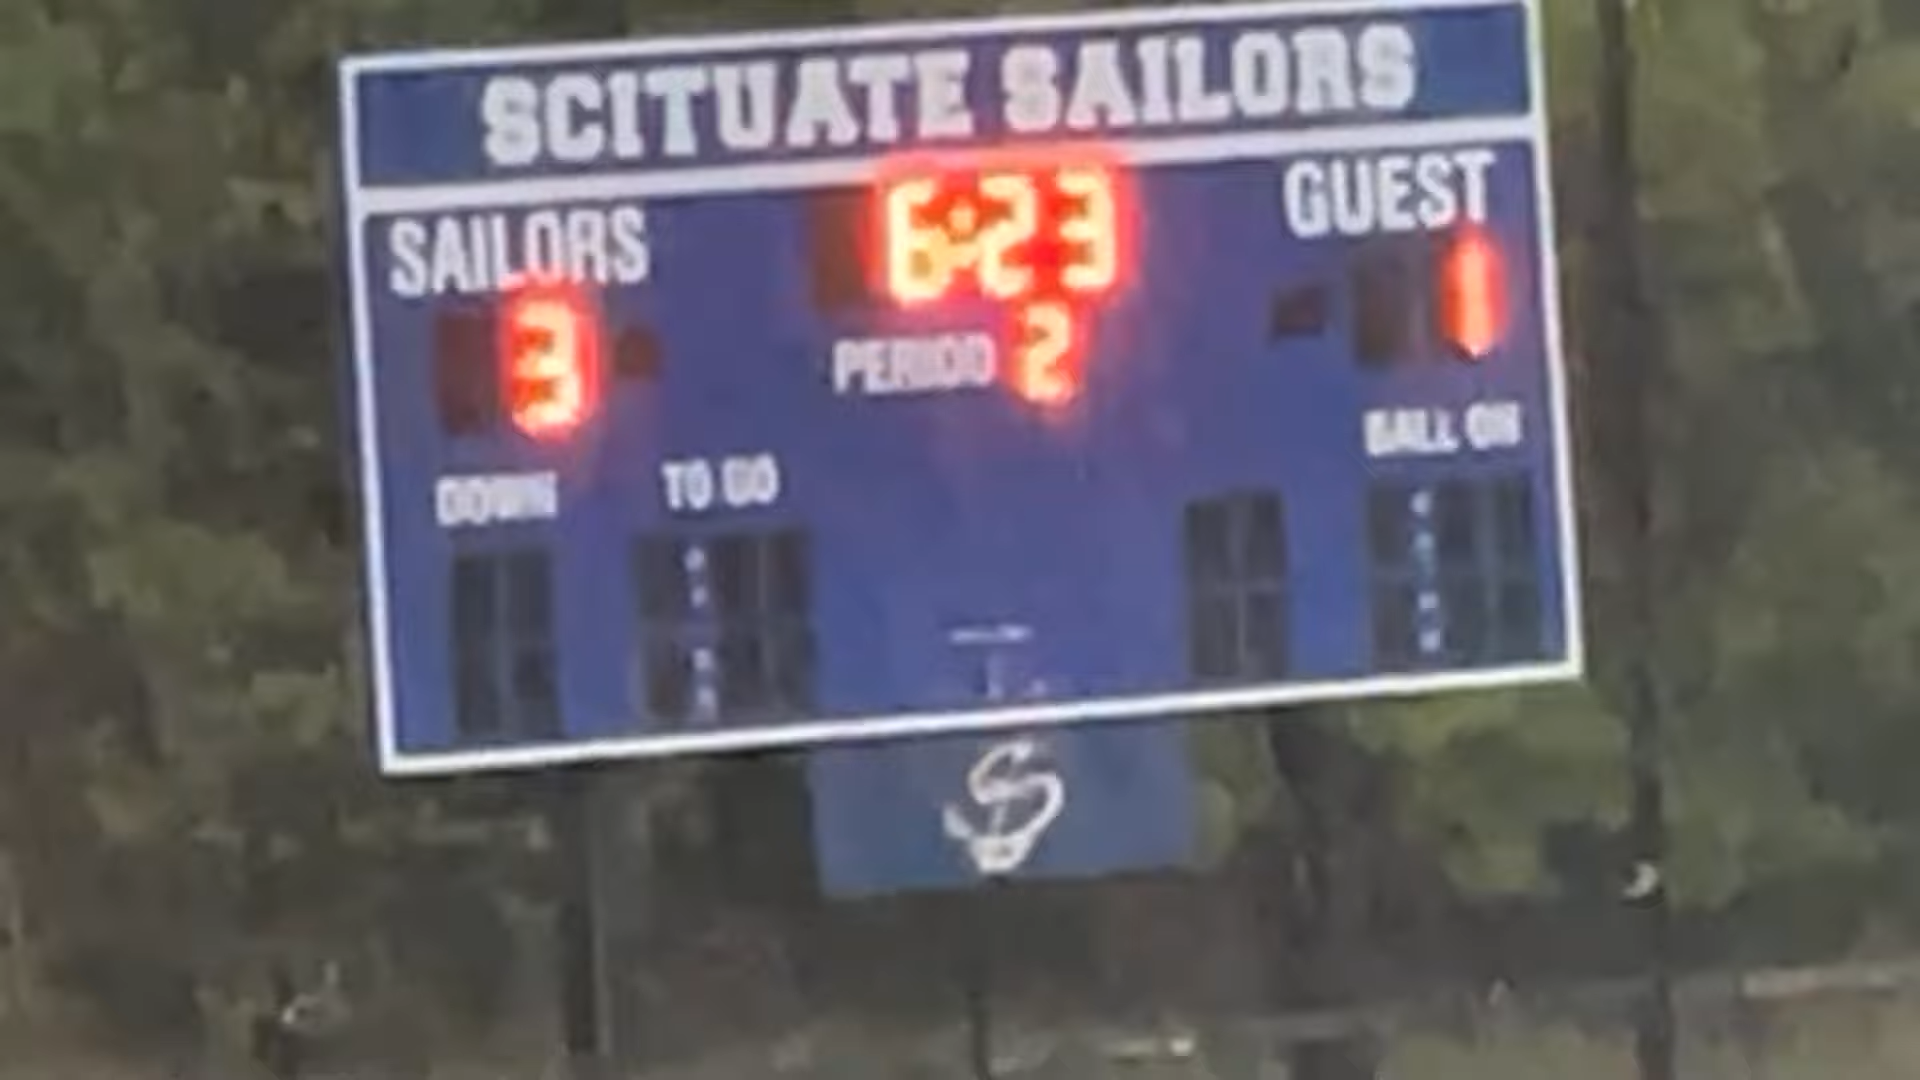 SCITUATE SAILORS
SAILORS 6:23 GUEST
3 PERIOD 2 1
DOWN TO GO BALL ON
S